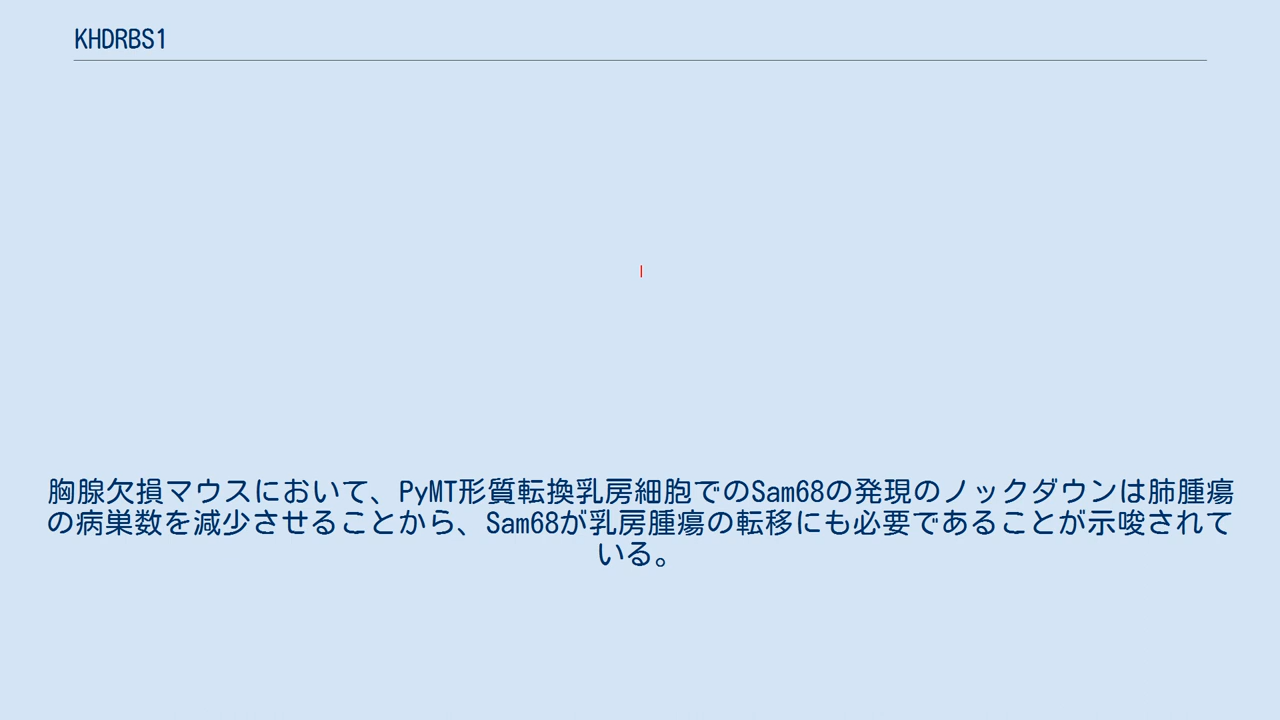 KHDRBS1
胸腺欠損マウスにおいて、PyMT形質転換乳房細胞でのSam68の発現のノックダウンは肺腫瘍
の病巣数を減少させることから、Sam68が乳房腫瘍の転移にも必要であることが示唆されて
いる。